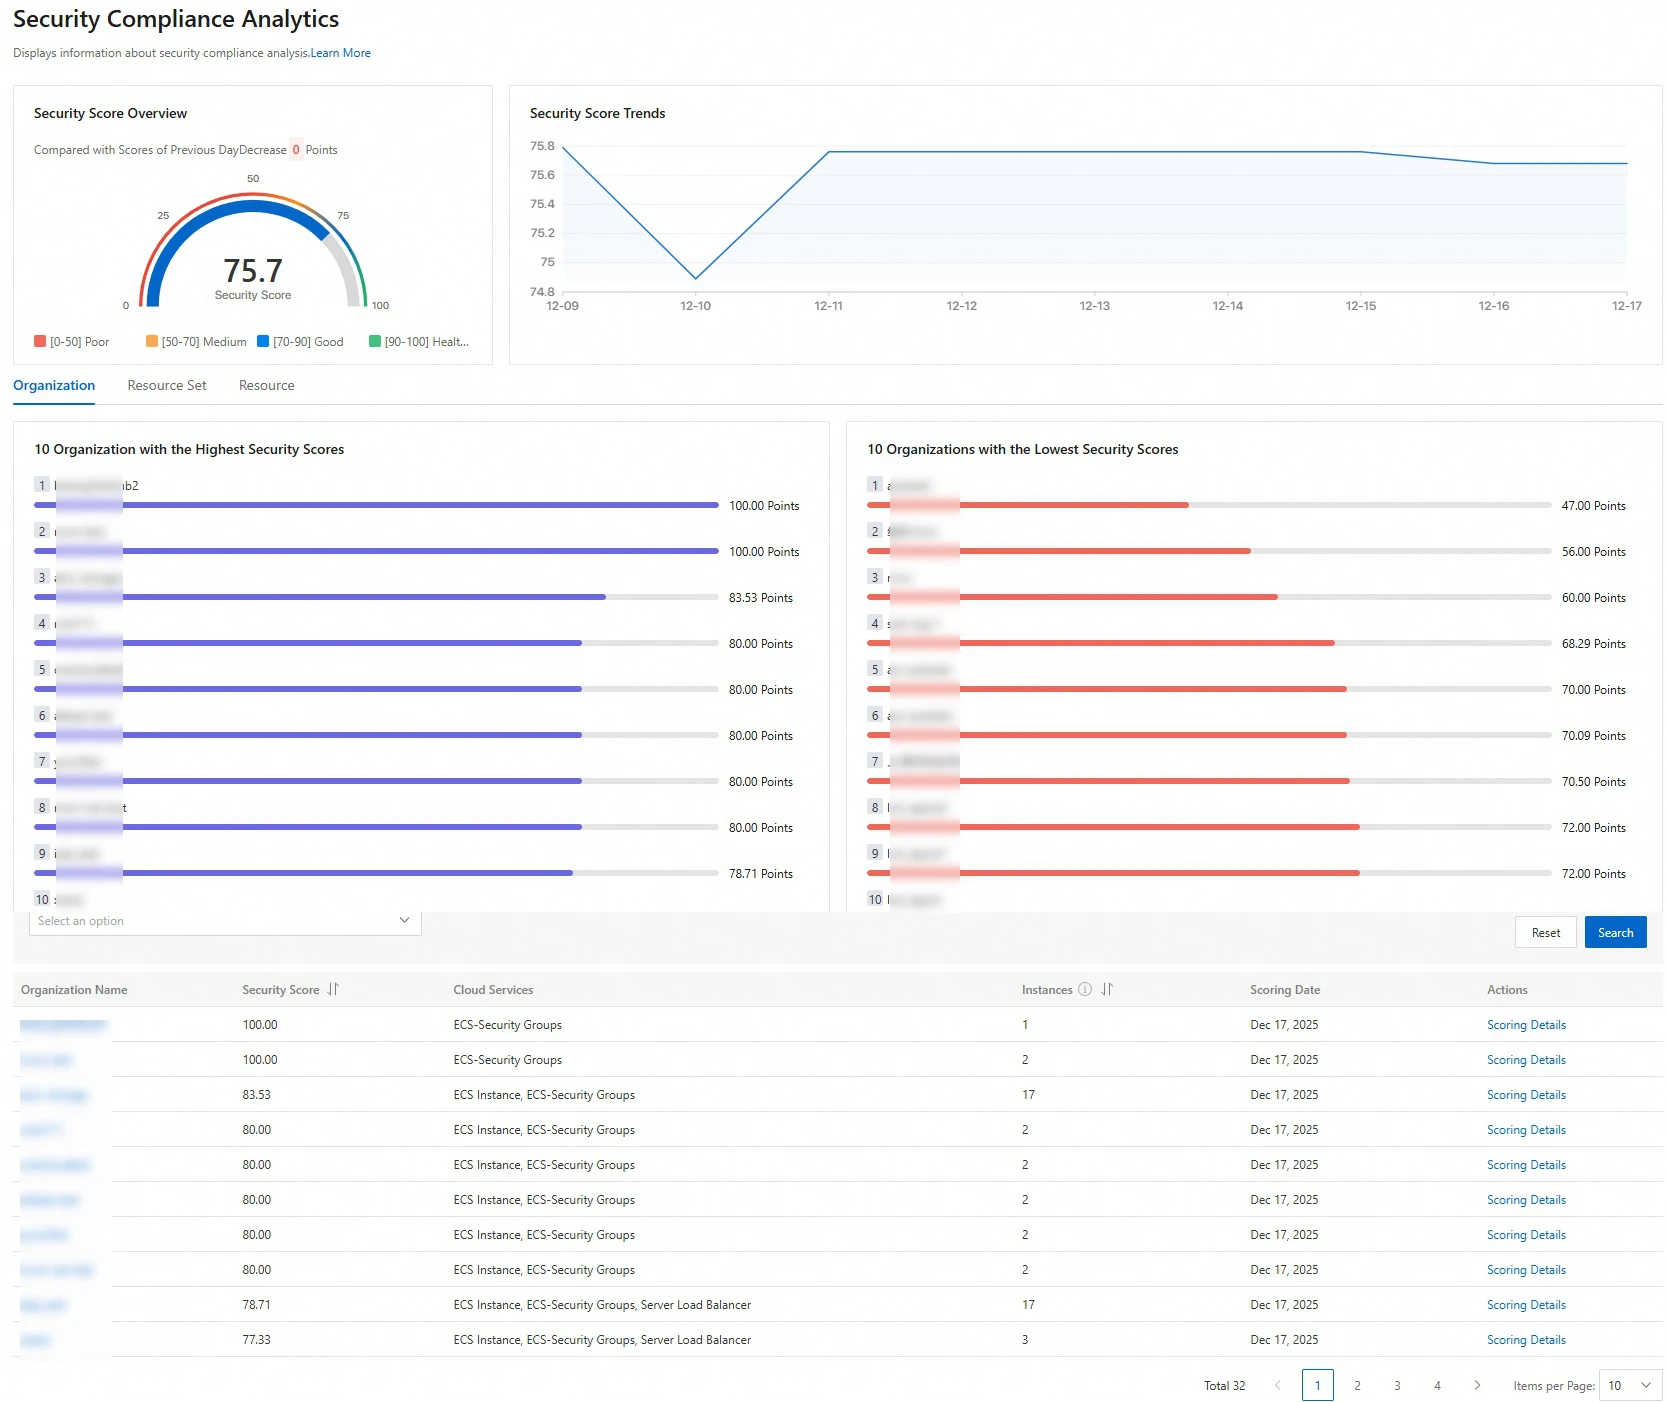 Security Compliance Analytics
Displays information about security compliance analysis.Learn More
Security Score Overview
Compared with Scores of Previous DayDecrease 0 Points
0
25
50
75
100
75.7
Security Score
[0-50] Poor
[50-70] Medium
[70-90] Good
[90-100] Healt...
Security Score Trends
75.8
75.6
75.4
75.2
75
74.8
12-09 12-10 12-11 12-12 12-13 12-14 12-15 12-16 12-17
Organization Resource Set Resource
10 Organization with the Highest Security Scores
1
100.00 Points
2
100.00 Points
3
83.53 Points
4
80.00 Points
5
80.00 Points
6
80.00 Points
7
80.00 Points
8
80.00 Points
9
78.71 Points
10
10 Organizations with the Lowest Security Scores
1
47.00 Points
2
56.00 Points
3
60.00 Points
4
68.29 Points
5
70.00 Points
6
70.09 Points
7
70.50 Points
8
72.00 Points
9
72.00 Points
10
Select an option
Reset Search
Organization Name Security Score Cloud Services Instances Scoring Date Actions
100.00 ECS-Security Groups 1 Dec 17, 2025 Scoring Details
100.00 ECS-Security Groups 2 Dec 17, 2025 Scoring Details
83.53 ECS Instance, ECS-Security Groups 17 Dec 17, 2025 Scoring Details
80.00 ECS Instance, ECS-Security Groups 2 Dec 17, 2025 Scoring Details
80.00 ECS Instance, ECS-Security Groups 2 Dec 17, 2025 Scoring Details
80.00 ECS Instance, ECS-Security Groups 2 Dec 17, 2025 Scoring Details
80.00 ECS Instance, ECS-Security Groups 2 Dec 17, 2025 Scoring Details
80.00 ECS Instance, ECS-Security Groups 2 Dec 17, 2025 Scoring Details
78.71 ECS Instance, ECS-Security Groups, Server Load Balancer 17 Dec 17, 2025 Scoring Details
77.33 ECS Instance, ECS-Security Groups, Server Load Balancer 3 Dec 17, 2025 Scoring Details
Total 32 1 2 3 4 Items per Page: 10